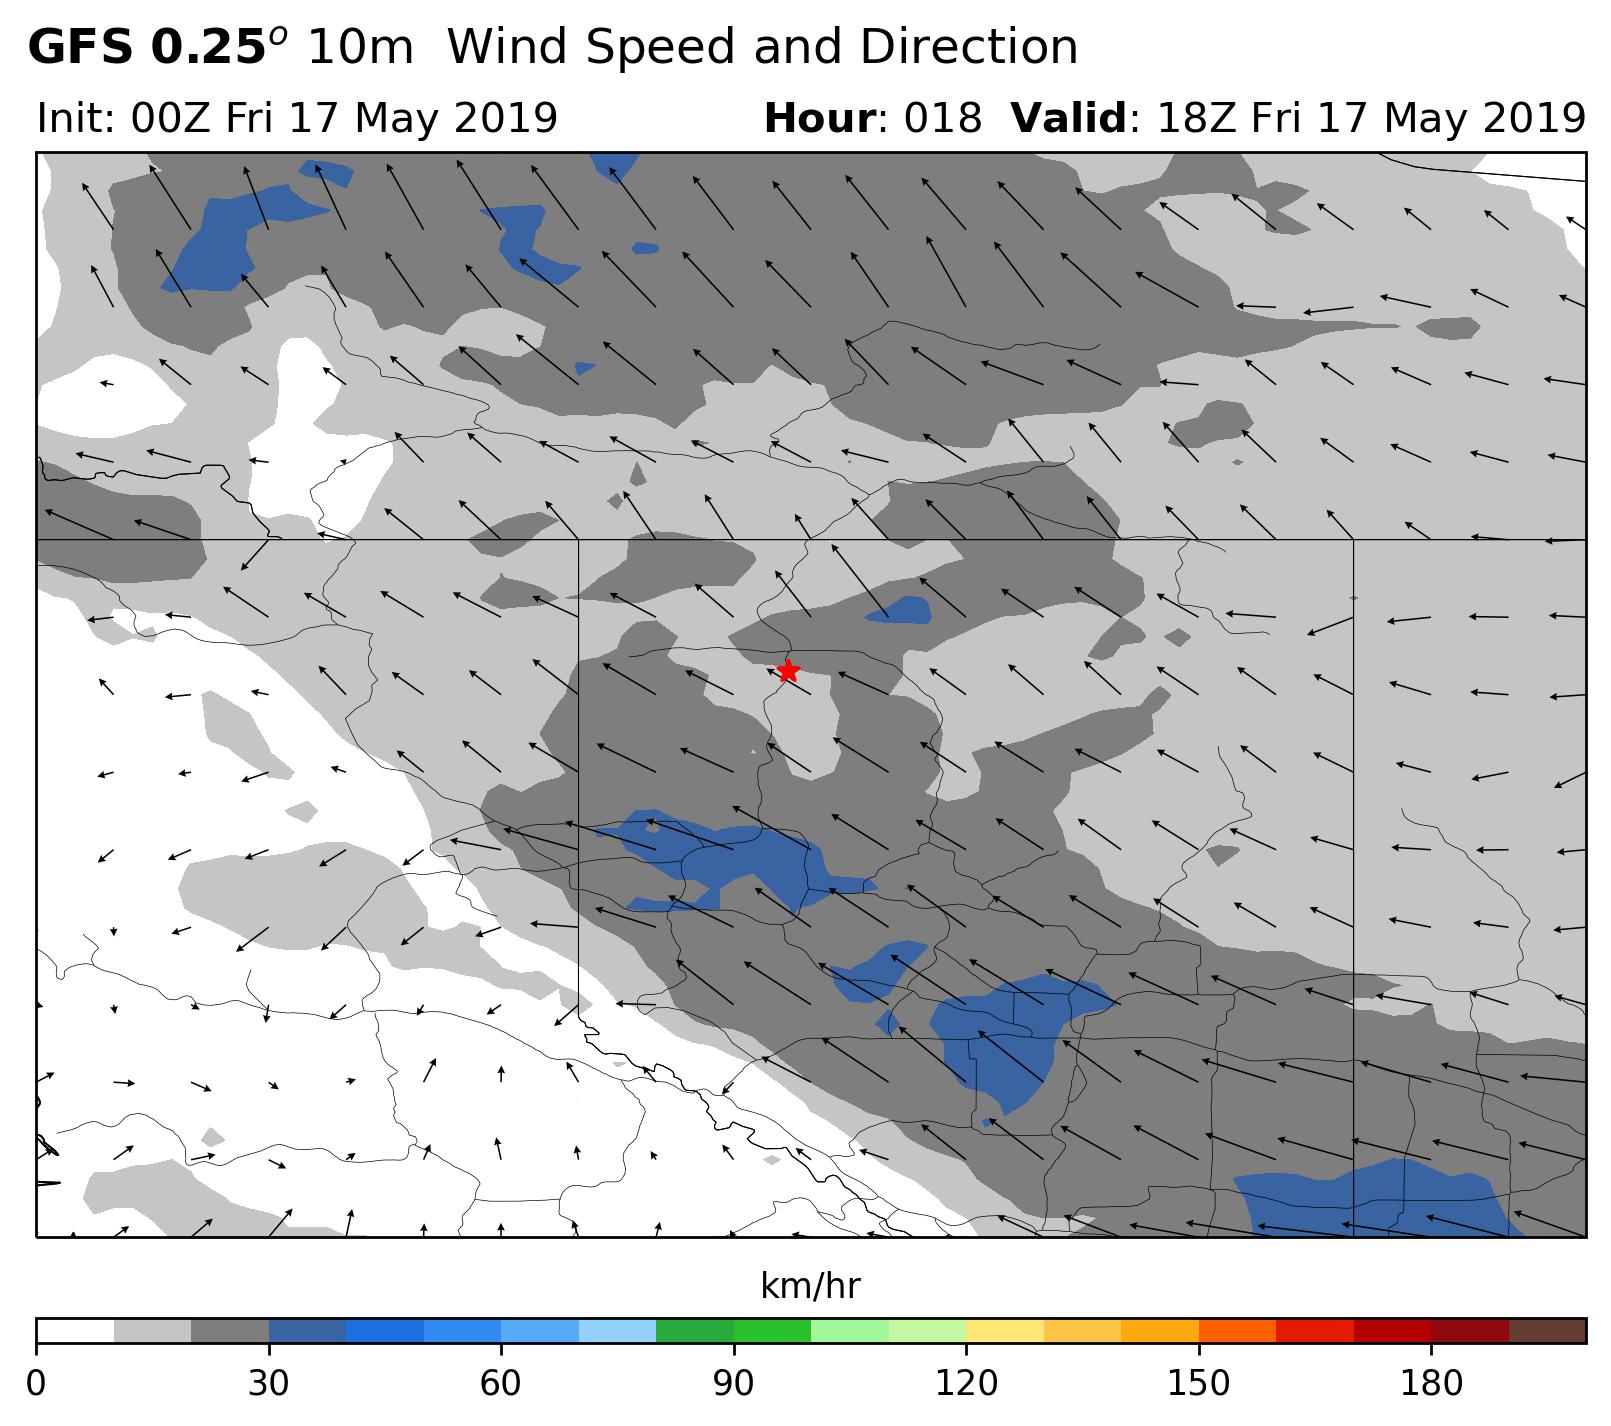 GFS 0.25° 10m Wind Speed and Direction
Init: 00Z Fri 17 May 2019 Hour: 018 Valid: 18Z Fri 17 May 2019
km/hr
0 30 60 90 120 150 180